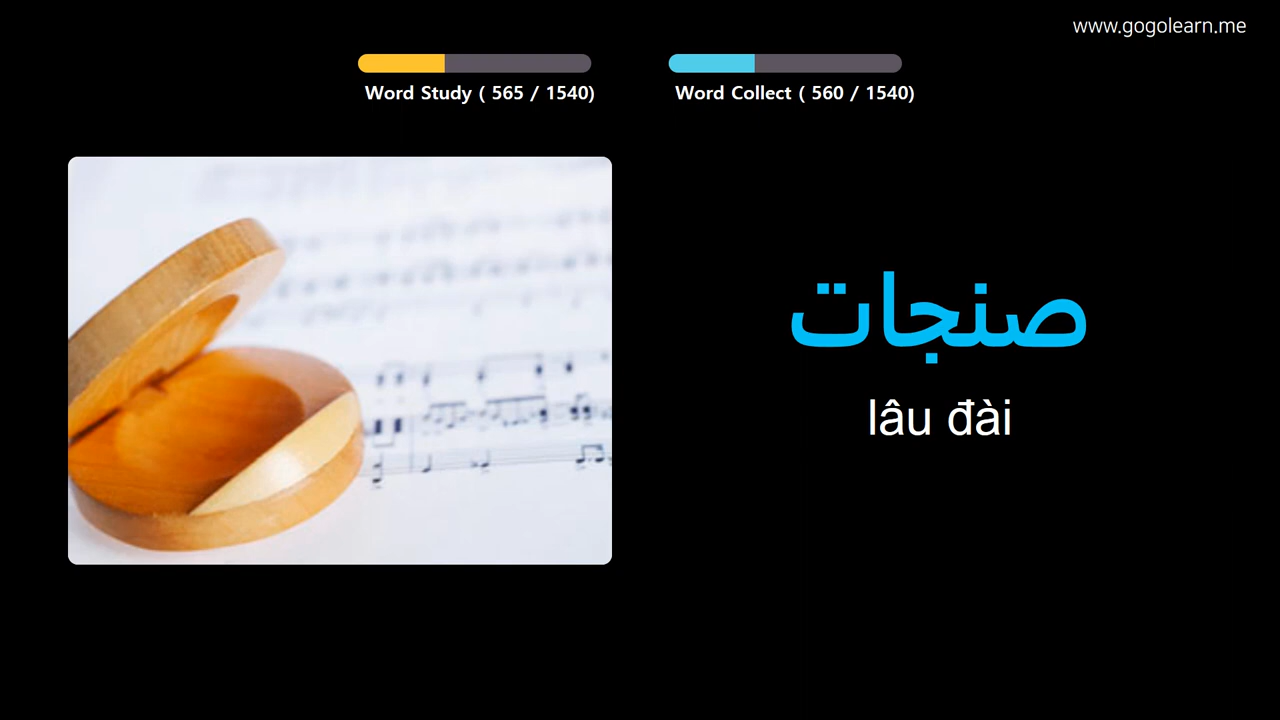 www.gogolearn.me
Word Study ( 565 / 1540)
Word Collect ( 560 / 1540)
صنجات
lâu đài